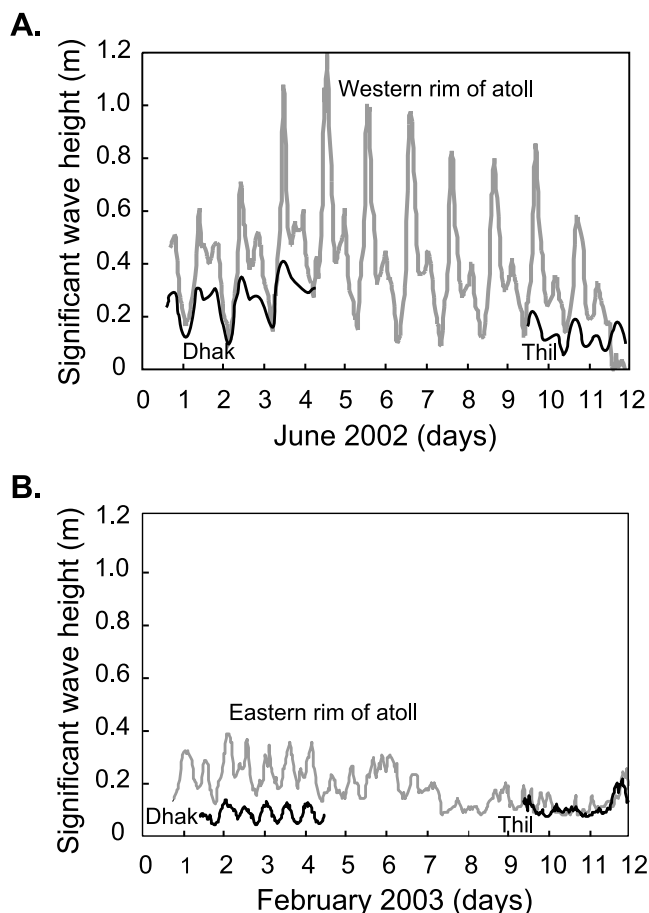 A.
Significant wave height (m)
1.2
1.0
0.8
0.6
0.4
0.2
0
Western rim of atoll
Dhak
Thil
0 1 2 3 4 5 6 7 8 9 10 11 12
June 2002 (days)
B.
Significant wave height (m)
1.2
1.0
0.8
0.6
0.4
0.2
0
Eastern rim of atoll
Dhak
Thil
0 1 2 3 4 5 6 7 8 9 10 11 12
February 2003 (days)